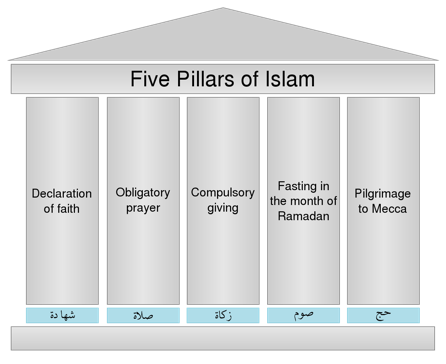 Five Pillars of Islam
Declaration
of faith
Obligatory
prayer
Compulsory
giving
Fasting in
the month of
Ramadan
Pilgrimage
to Mecca
شهادة
صلاة
زكاة
صوم
حج